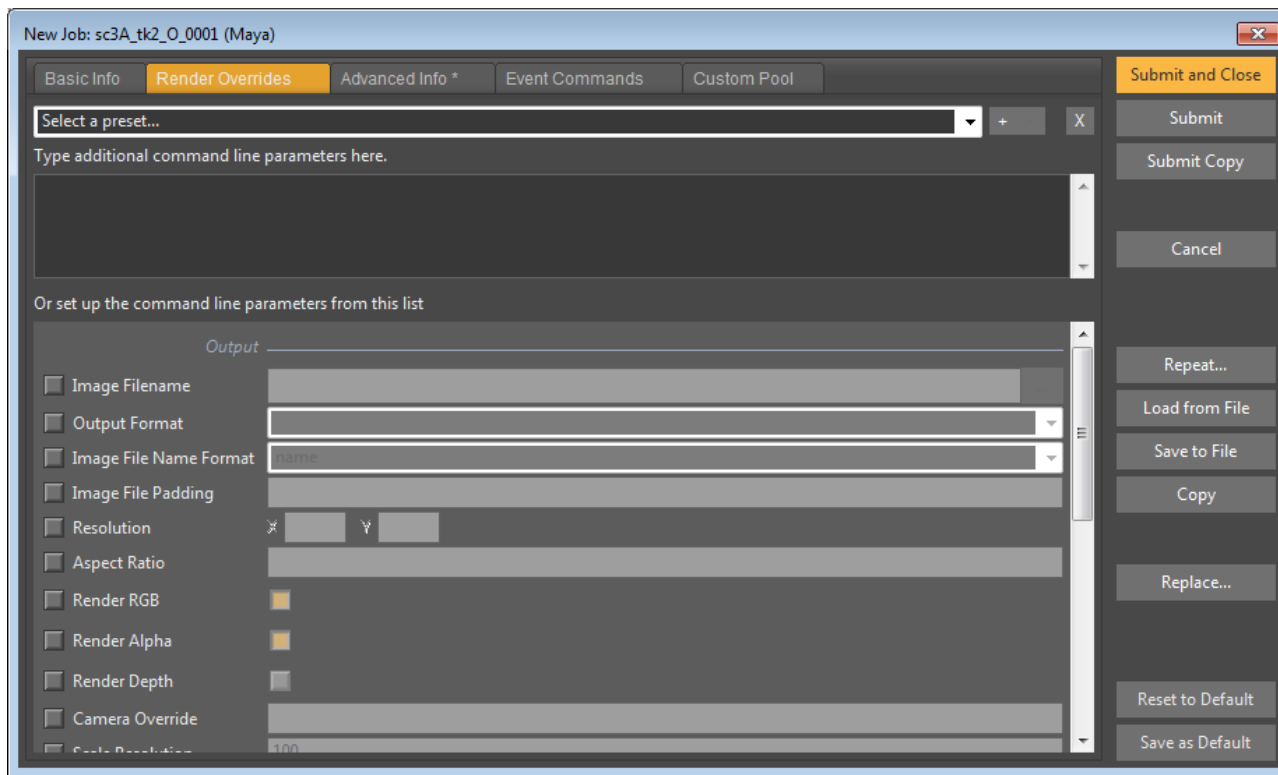 New Job: sc3A_tk2_O_0001 (Maya)
Basic Info
Render Overrides
Advanced Info *
Event Commands
Custom Pool
Select a preset...
+
X
Type additional command line parameters here.
Or set up the command line parameters from this list
Output
Image Filename
Output Format
Image File Name Format
name
Image File Padding
Resolution
X
Y
Aspect Ratio
Render RGB
Render Alpha
Render Depth
Camera Override
Scale Resolution
100
Submit and Close
Submit
Submit Copy
Cancel
Repeat...
Load from File
Save to File
Copy
Replace...
Reset to Default
Save as Default